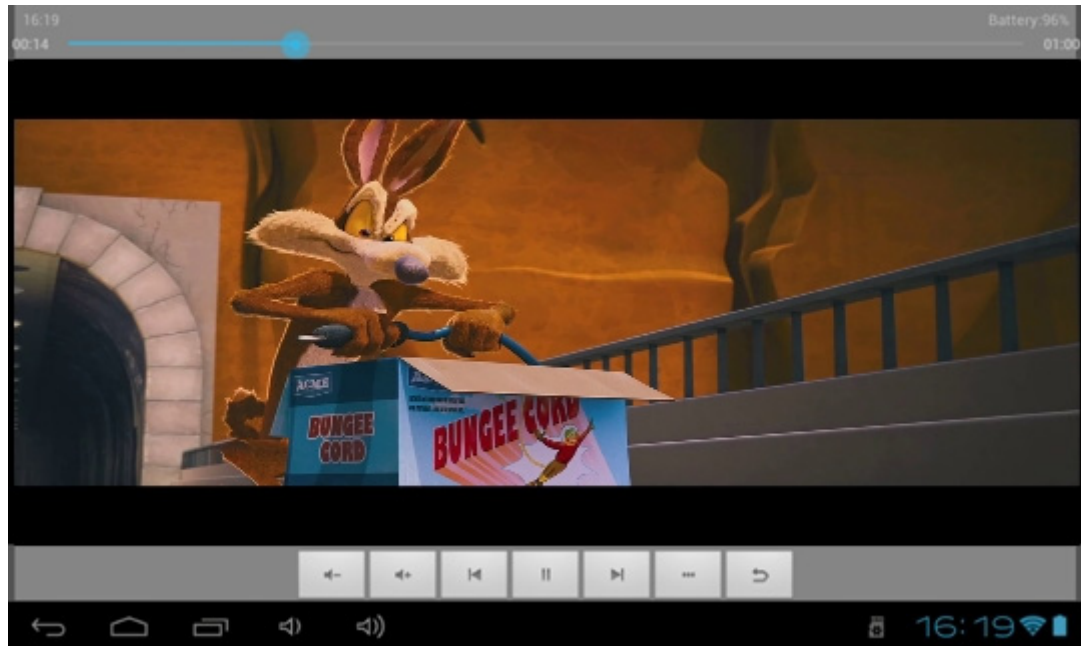 16:19
Battery:96%
00:14
01:00
ACME
BUNGEE
CORD
BUNGEE CORD
16:19